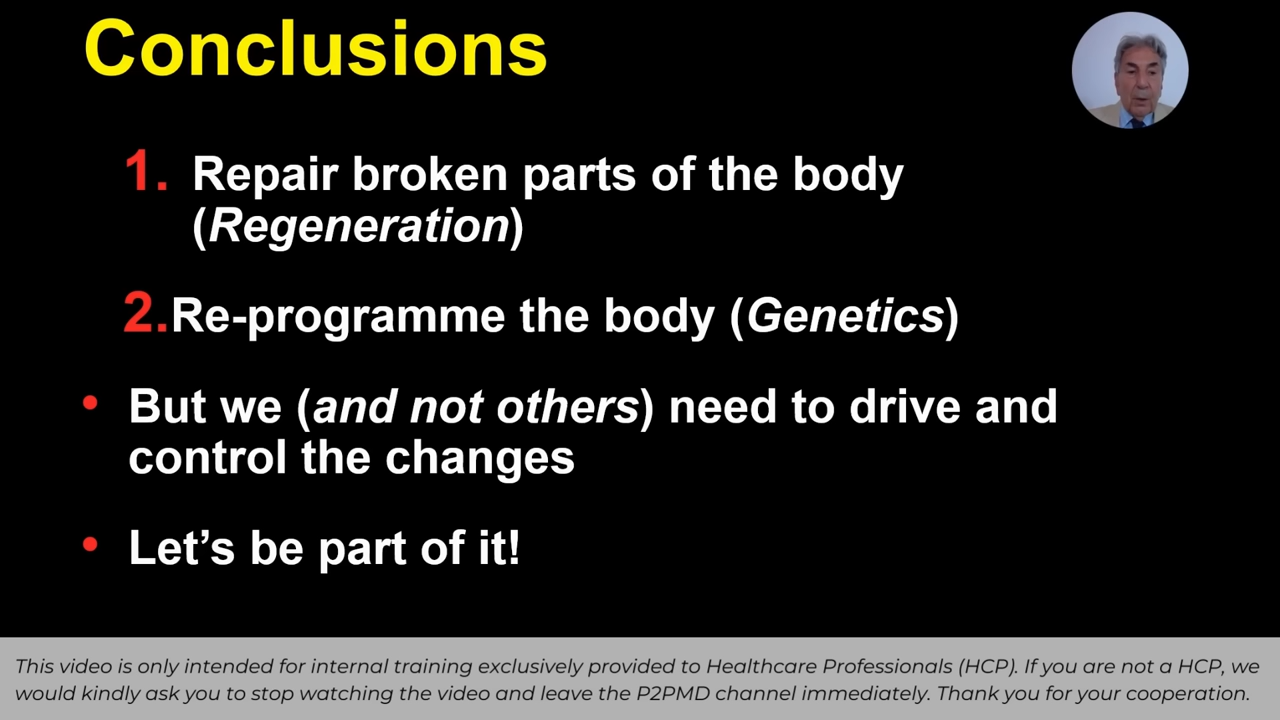 Conclusions
1. Repair broken parts of the body
(Regeneration)
2. Re-programme the body (Genetics)
• But we (and not others) need to drive and
control the changes
• Let’s be part of it!
This video is only intended for internal training exclusively provided to Healthcare Professionals (HCP). If you are not a HCP, we
would kindly ask you to stop watching the video and leave the P2PMD channel immediately. Thank you for your cooperation.